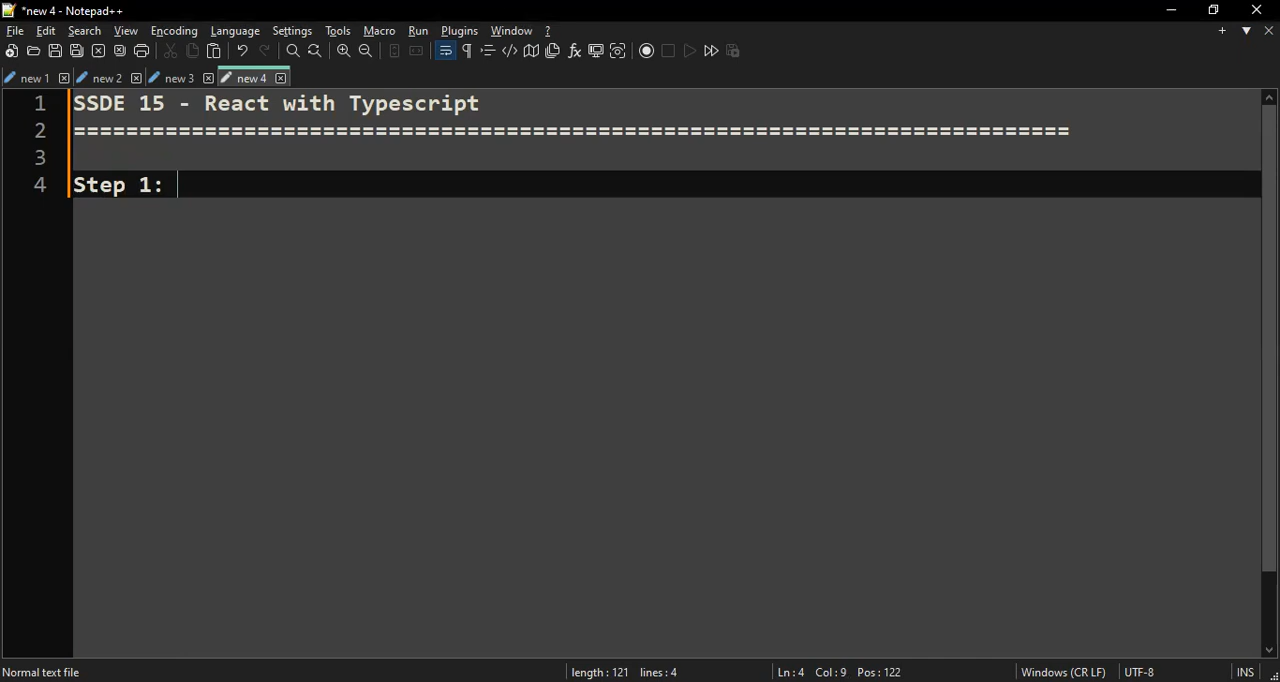 *new 4 - Notepad++
File Edit Search View Encoding Language Settings Tools Macro Run Plugins Window ?
new 1 new 2 new 3 new 4
1 SSDE 15 - React with Typescript
2 ============================================================================
3
4 Step 1:
Normal text file length : 121 lines : 4 Ln : 4 Col : 9 Pos : 122 Windows (CR LF) UTF-8 INS